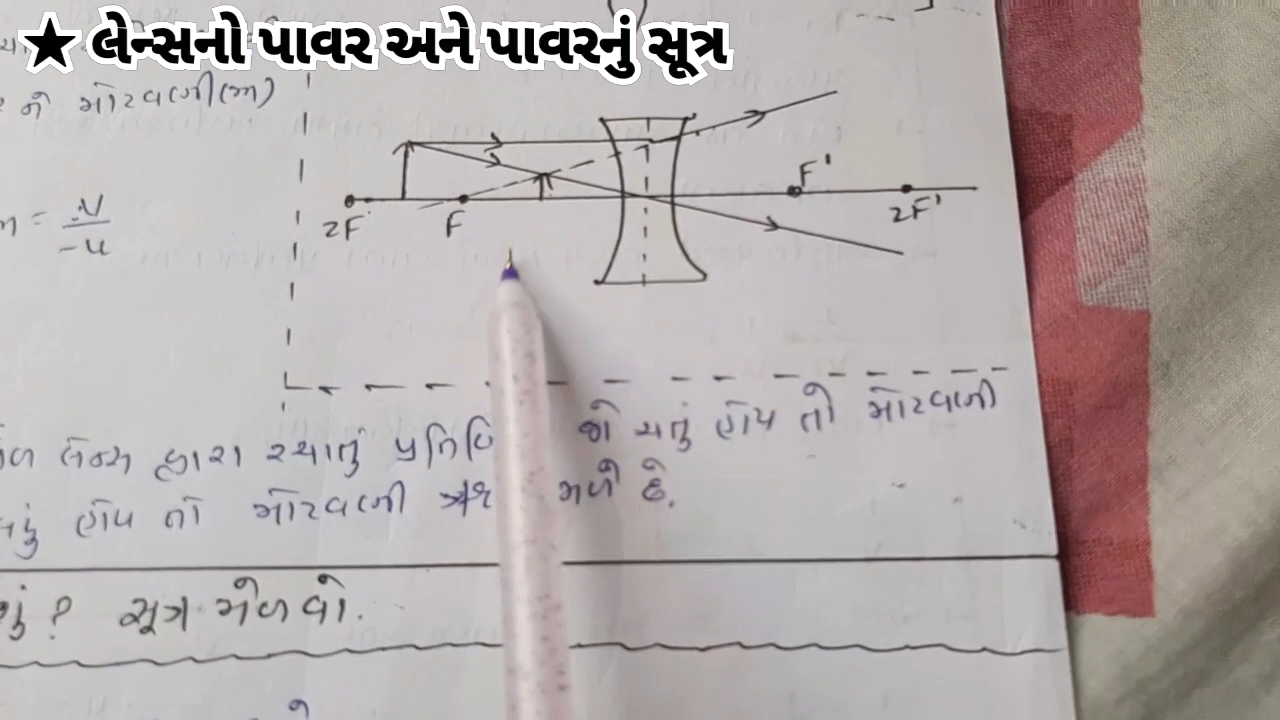 ★ લેન્સનો પાવર અને પાવરનું સૂત્ર
ને મોટવણી(m)
m = V
-u
2F F F' 2F'
લેન્સ દ્વારા રચાતું પ્રતિબિ જો ચતું હોય તો મોટવણી
હોય તો મોટવણી મળે છે.
શું? સૂત્ર મેળવો.